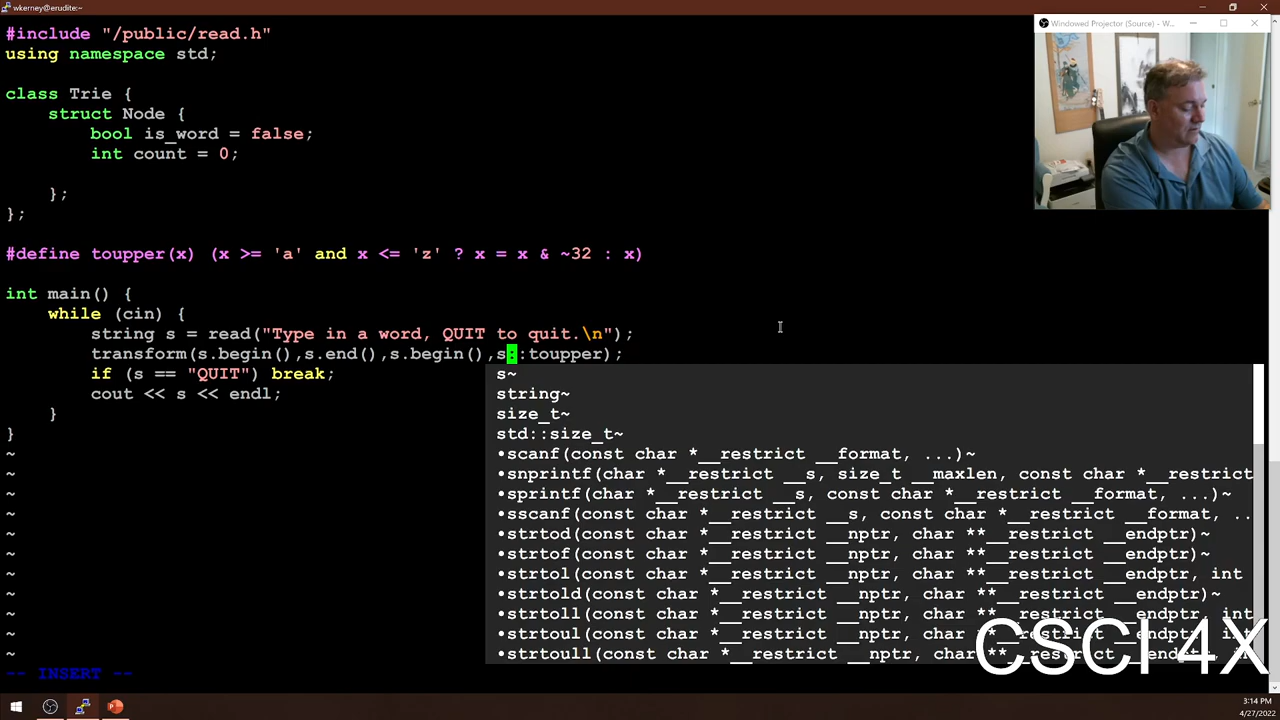 wkerney@erudite:~
Windowed Projector (Source) - W...
#include "/public/read.h"
using namespace std;
class Trie {
struct Node {
bool is_word = false;
int count = 0;
};
};
#define toupper(x) (x >= 'a' and x <= 'z' ? x = x & ~32 : x)
int main() {
while (cin) {
string s = read("Type in a word, QUIT to quit.\n");
transform(s.begin(),s.end(),s.begin(),s::toupper);
if (s == "QUIT") break;
cout << s << endl;
}
}
s~
string~
size_t~
std::size_t~
•scanf(const char *__restrict __format, ...)~
•snprintf(char *__restrict __s, size_t __maxlen, const char *__restrict
•sprintf(char *__restrict __s, const char *__restrict __format, ...)~
•sscanf(const char *__restrict __s, const char *__restrict __format, ..
•strtod(const char *__restrict __nptr, char **__restrict __endptr)~
•strtof(const char *__restrict __nptr, char **__restrict __endptr)~
•strtol(const char *__restrict __nptr, char **__restrict __endptr, int
•strtold(const char *__restrict __nptr, char **__restrict __endptr)~
•strtoll(const char *__restrict __nptr, char **__restrict __endptr, int
•strtoul(const char *__restrict __nptr, char **__restrict __endptr, int
•strtoull(const char *__restrict __nptr, char **__restrict __endptr,
~
~
~
~
~
~
~
~
~
~
~
-- INSERT --
CSCI 4X
3:14 PM
4/27/2022